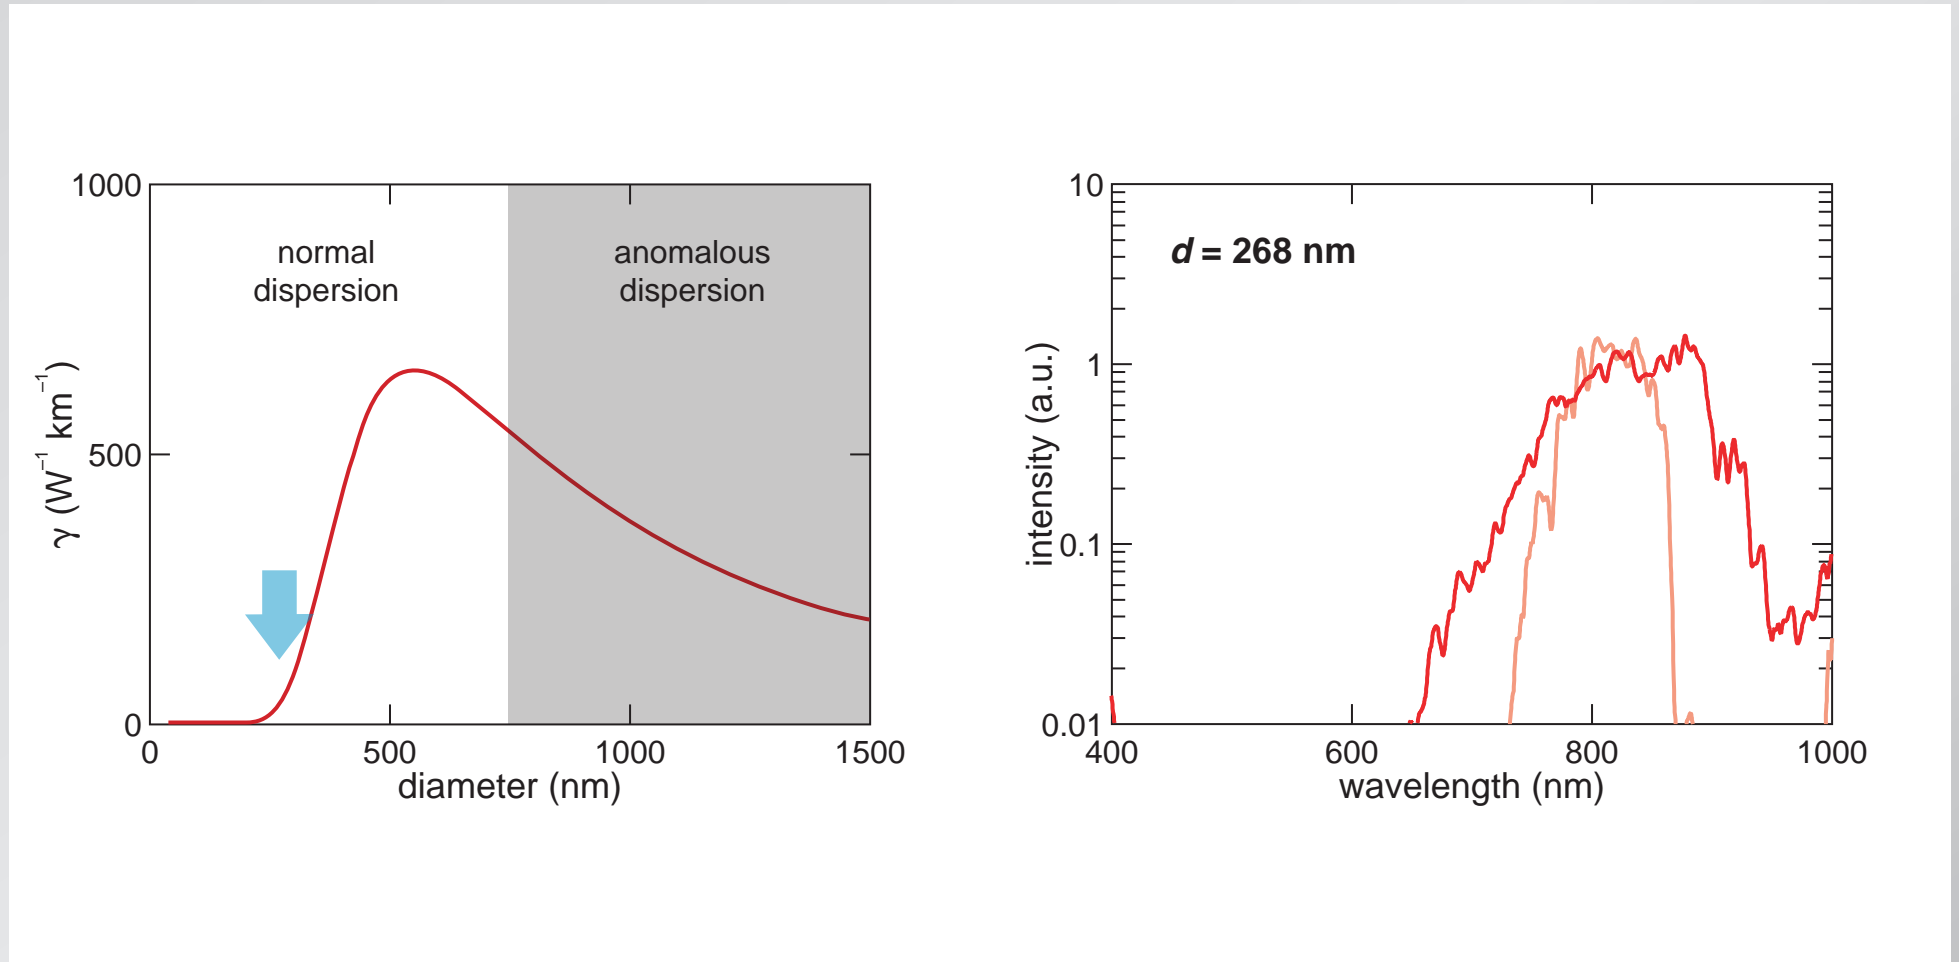 1000
500
0
γ (W⁻¹ km⁻¹)
normal
dispersion
anomalous
dispersion
0
500
1000
1500
diameter (nm)
10
1
0.1
0.01
intensity (a.u.)
d = 268 nm
400
600
800
1000
wavelength (nm)